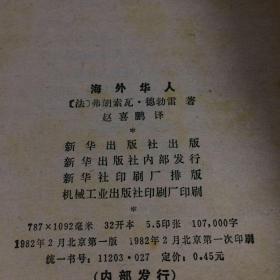 海外华人
〔法〕弗朗索瓦·德勃雷 著
赵喜鹏 译
*
新华出版社出版
新华出版社内部发行
新华社印刷厂排版
机械工业出版社印刷厂印刷
*
787×1092毫米 32开本 5.5印张 107,000字
1982年2月北京第一版 1982年2月北京第一次印刷
统一书号：11203·027 定价：0.45元
（内部发行）